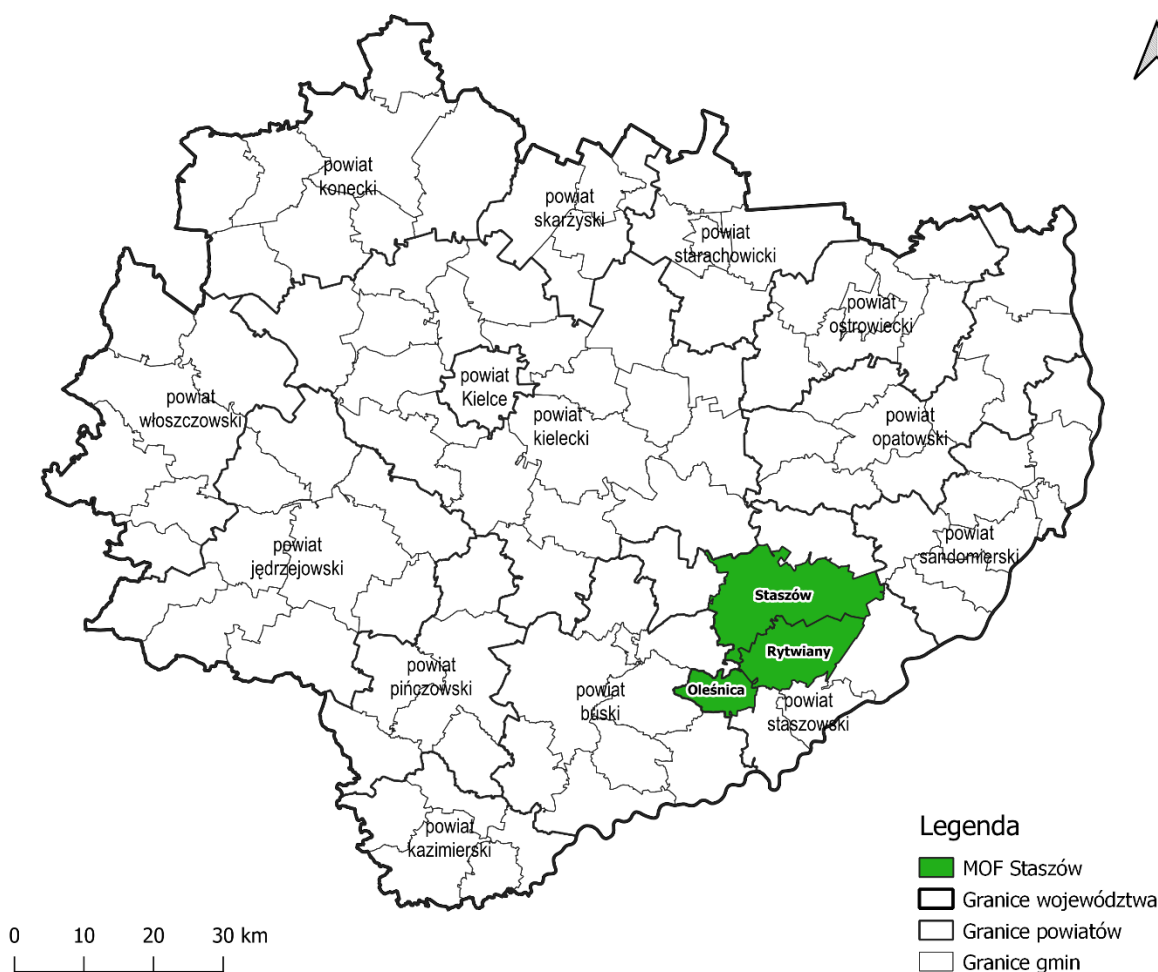 powiat
konecki
powiat
skarżyski
powiat
starachowicki
powiat
ostrowiecki
powiat
Kielce
powiat
włoszczowski
powiat
kielecki
powiat
opatowski
powiat
jędrzejowski
powiat
sandomierski
Staszów
Rytwiany
Oleśnica
powiat
pińczowski
powiat
buski
powiat
staszowski
powiat
kazimierski
Legenda
MOF Staszów
Granice województwa
Granice powiatów
Granice gmin
0 10 20 30 km